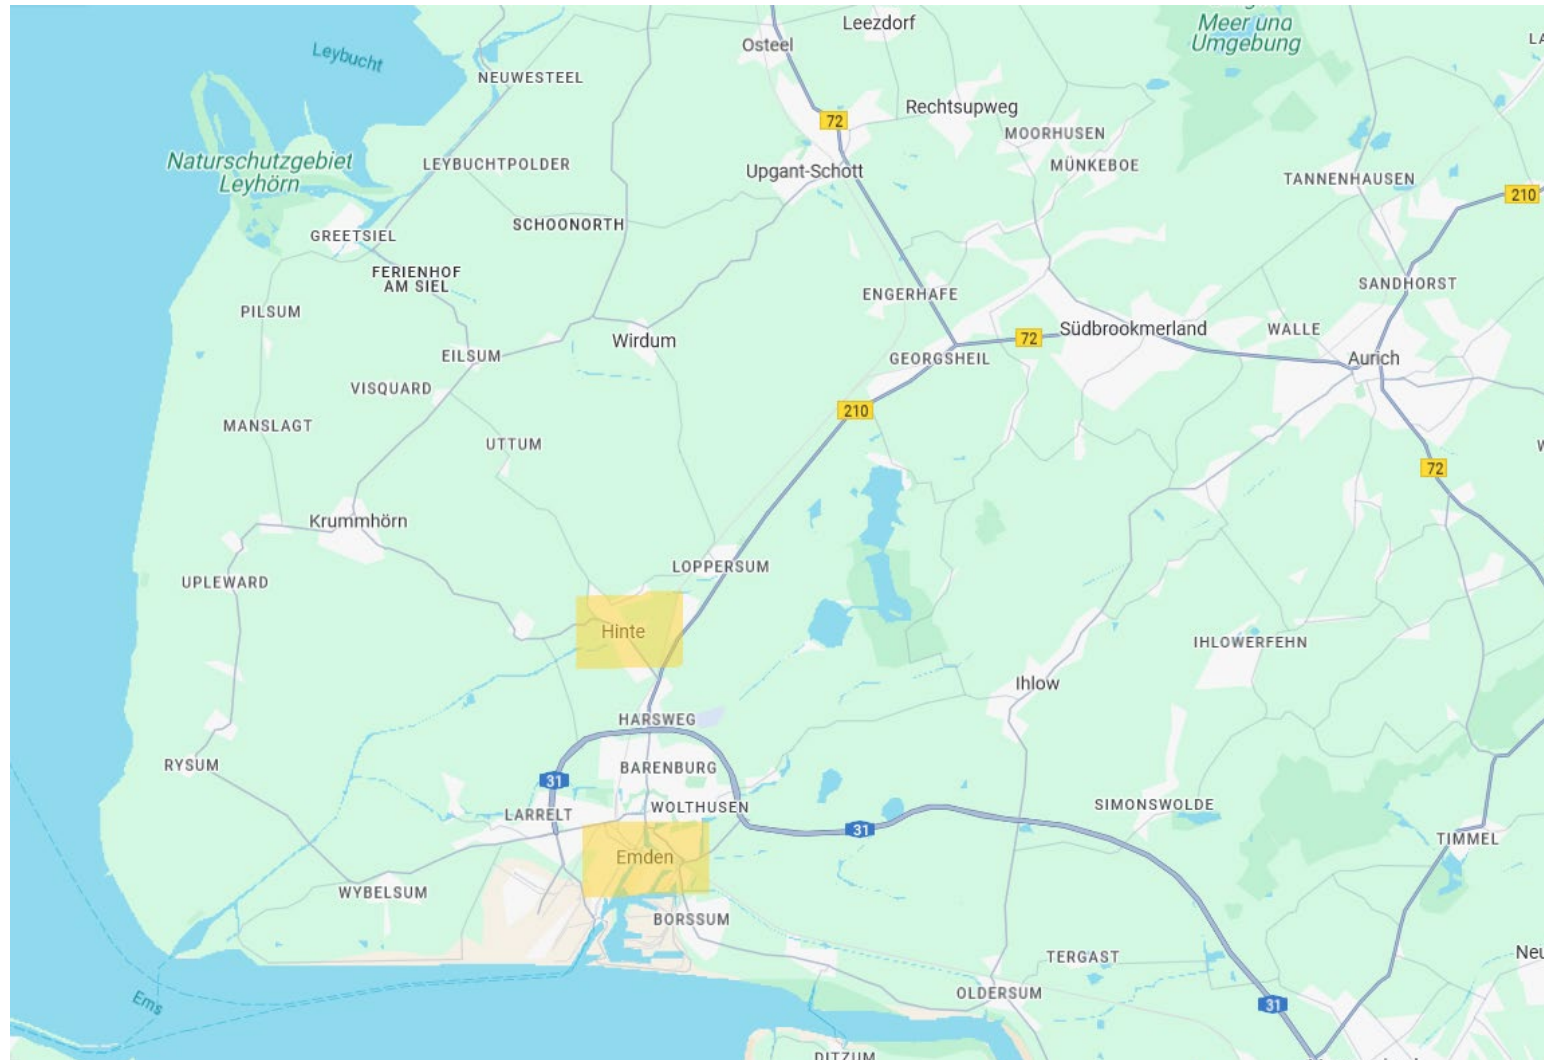 Leezdorf
Meer und
Umgebung
Osteel
Leybucht
NEUWESTEEL
Rechtsupweg
72
MOORHUSEN
Naturschutzgebiet
Leyhörn
LEYBUCHTPOLDER
Upgant-Schott
MÜNKEBOE
TANNENHAUSEN
210
GREETSIEL
SCHOONORTH
FERIENHOF
AM SIEL
ENGERHAFE
SANDHORST
PILSUM
Wirdum
72
Südbrookmerland
WALLE
EILSUM
GEORGSHEIL
Aurich
VISQUARD
210
MANSLAGT
UTTUM
72
Krummhörn
UPLEWARD
LOPPERSUM
Hinte
IHLOWERFEHN
Ihlow
HARSWEG
RYSUM
31
BARENBURG
LARRELT
WOLTHUSEN
31
SIMONSWOLDE
TIMMEL
Emden
WYBELSUM
BORSSUM
TERGAST
Ems
OLDERSUM
31
DITZUM